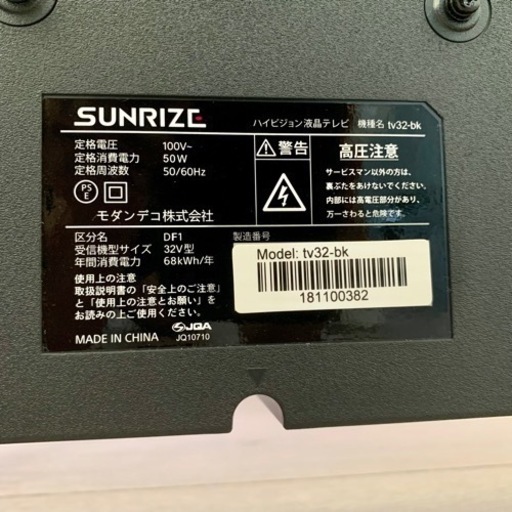 SUNRIZE
ハイビジョン液晶テレビ 機種名 tv32-bk
定格電圧 100V~
定格消費電力 50W
定格周波数 50/60Hz
PS
E
モダンデコ株式会社
区分名 DF1
受信機型サイズ 32V型
年間消費電力 68kWh/年
使用上の注意
取扱説明書の「安全上のご注意」
と「使用上の注意とお願い」を
お読みの上ご使用ください。
MADE IN CHINA
JQA
JQ10710
警告
高圧注意
サービスマン以外の方は、
裏ぶたをあけないでください。
内部には高電圧部分があり、
万一さわると危険です。
製造番号
Model: tv32-bk
181100382